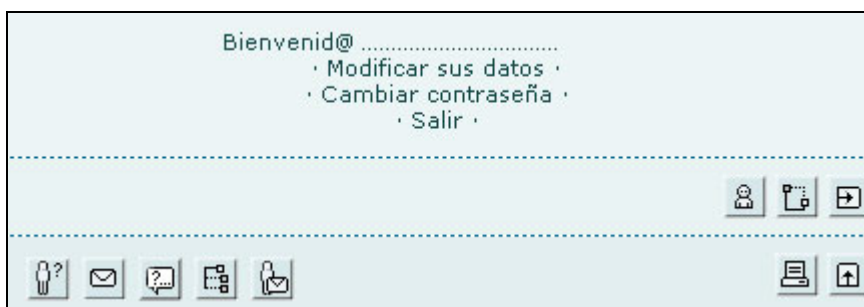 Bienvenid@ .................................
· Modificar sus datos ·
· Cambiar contraseña ·
· Salir ·
?
?...